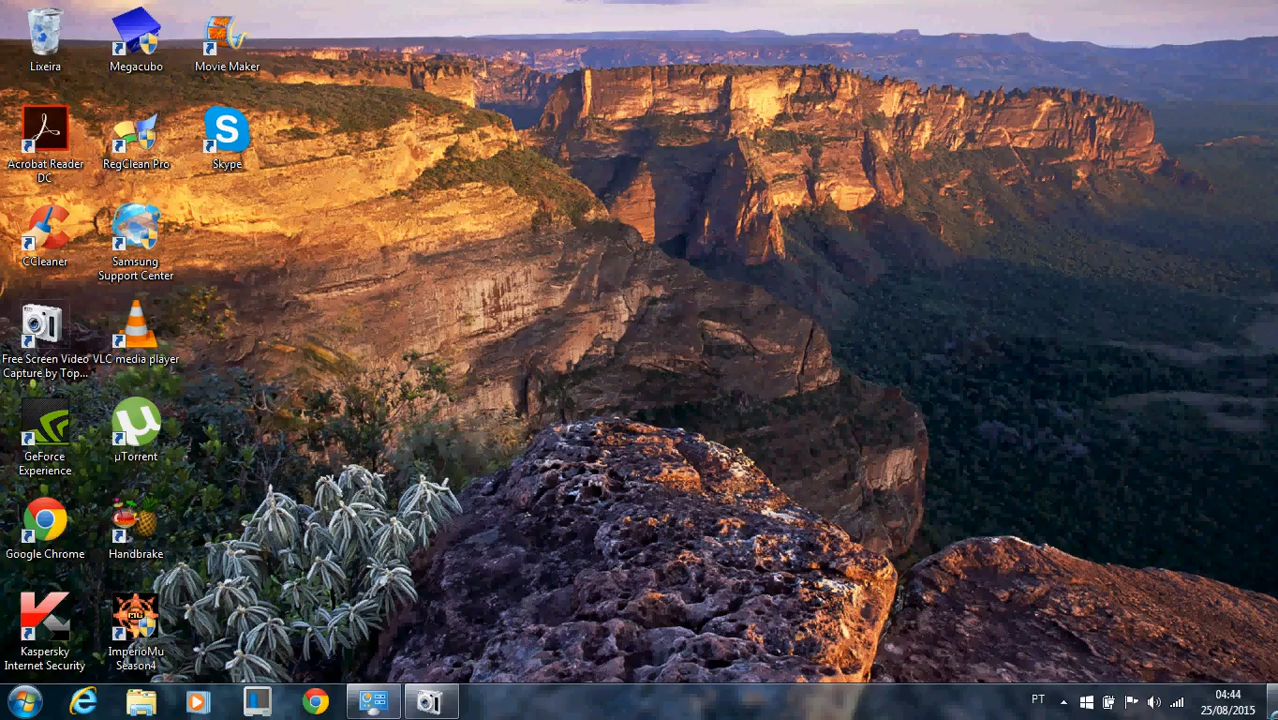 Lixeira
Megacubo
Movie Maker
Acrobat Reader
DC
RegClean Pro
Skype
CCleaner
Samsung
Support Center
Free Screen Video
Capture by Top...
VLC media player
GeForce
Experience
µTorrent
Google Chrome
Handbrake
Kaspersky
Internet Security
ImperioMu
Season4
PT
04:44
25/08/2015